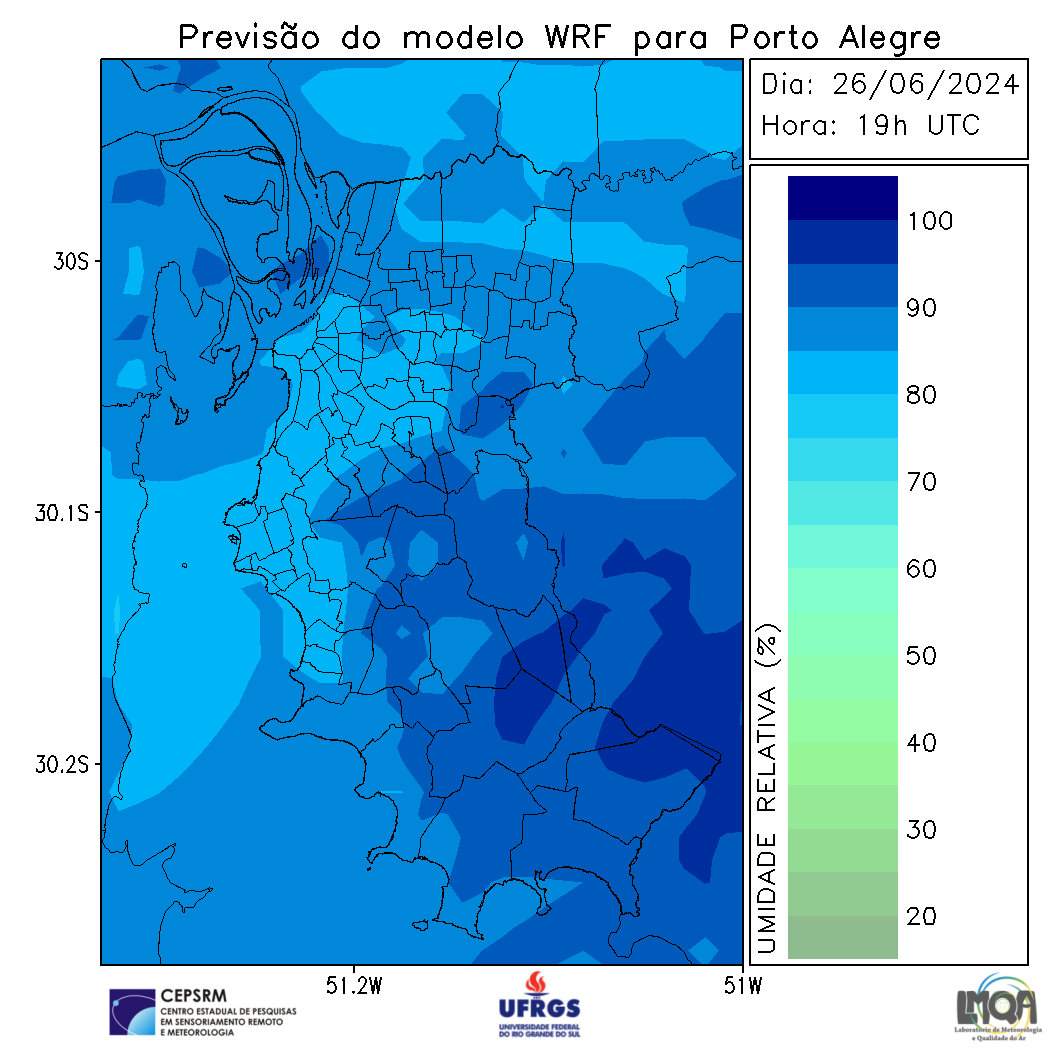 Previsão do modelo WRF para Porto Alegre
Dia: 26/06/2024
Hora: 19h UTC
30S
30.1S
30.2S
51.2W
51W
UMIDADE RELATIVA (%)
100
90
80
70
60
50
40
30
20
CEPSRM
CENTRO ESTADUAL DE PESQUISAS
EM SENSORIAMENTO REMOTO
E METEOROLOGIA
UFRGS
UNIVERSIDADE FEDERAL
DO RIO GRANDE DO SUL
LMQA
Laboratório de Meteorologia
e Qualidade do Ar